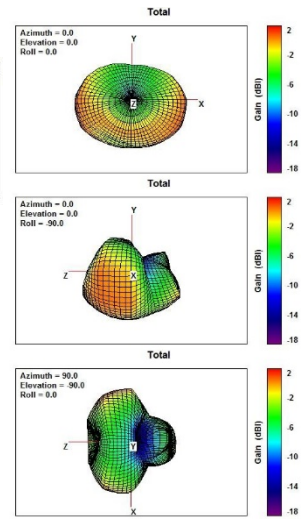 Total
Azimuth = 0.0
Elevation = 0.0
Roll = 0.0
Y
Z
X
Gain (dBi)
2
-2
-6
-10
-14
-18
Total
Azimuth = 0.0
Elevation = 0.0
Roll = -90.0
Y
Z
X
Gain (dBi)
2
-2
-6
-10
-14
-18
Total
Azimuth = 90.0
Elevation = -90.0
Roll = 0.0
Z
Y
X
Gain (dBi)
2
-2
-6
-10
-14
-18